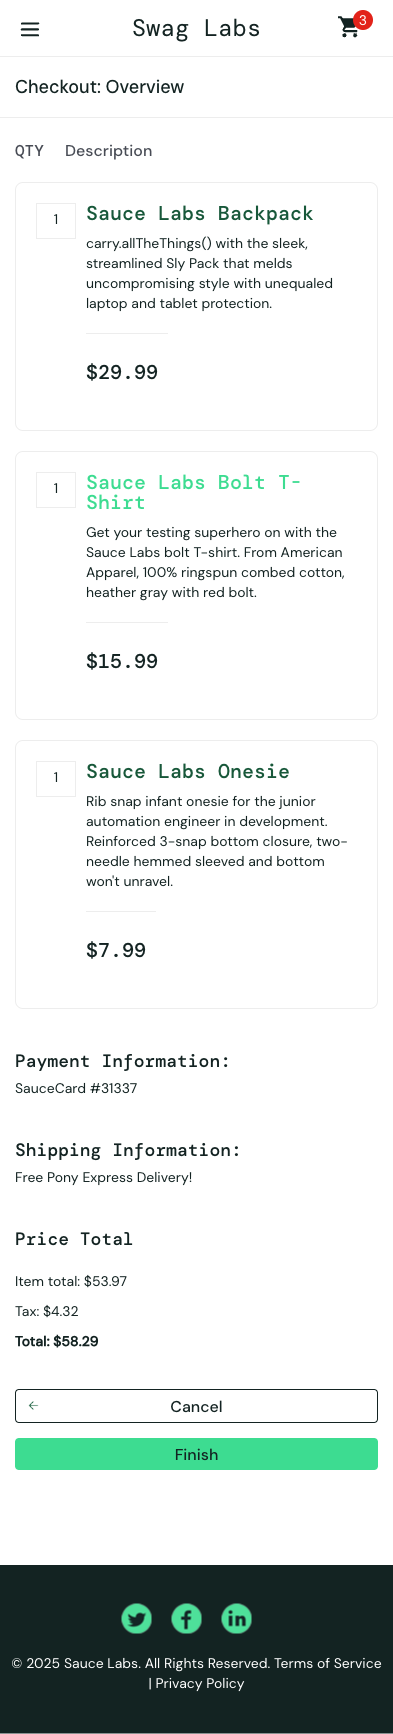 Swag Labs
3
Checkout: Overview
QTY Description
1
Sauce Labs Backpack
carry.allTheThings() with the sleek,
streamlined Sly Pack that melds
uncompromising style with unequaled
laptop and tablet protection.
$29.99
1
Sauce Labs Bolt T-
Shirt
Get your testing superhero on with the
Sauce Labs bolt T-shirt. From American
Apparel, 100% ringspun combed cotton,
heather gray with red bolt.
$15.99
1
Sauce Labs Onesie
Rib snap infant onesie for the junior
automation engineer in development.
Reinforced 3-snap bottom closure, two-
needle hemmed sleeved and bottom
won't unravel.
$7.99
Payment Information:
SauceCard #31337
Shipping Information:
Free Pony Express Delivery!
Price Total
Item total: $53.97
Tax: $4.32
Total: $58.29
Cancel
Finish
© 2025 Sauce Labs. All Rights Reserved. Terms of Service
| Privacy Policy